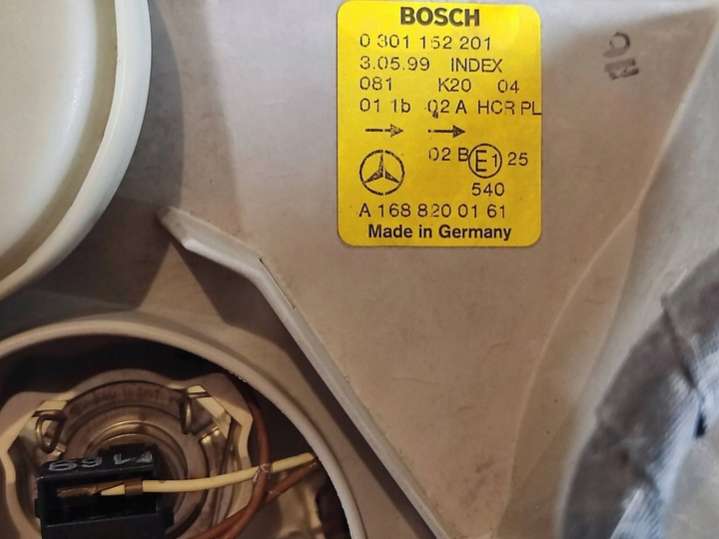 BOSCH
0 301 152 201
3.05.99 INDEX
081 K20 04
01 1b 02 A HCR PL
02 B E1 25
540
A 168 820 01 61
Made in Germany